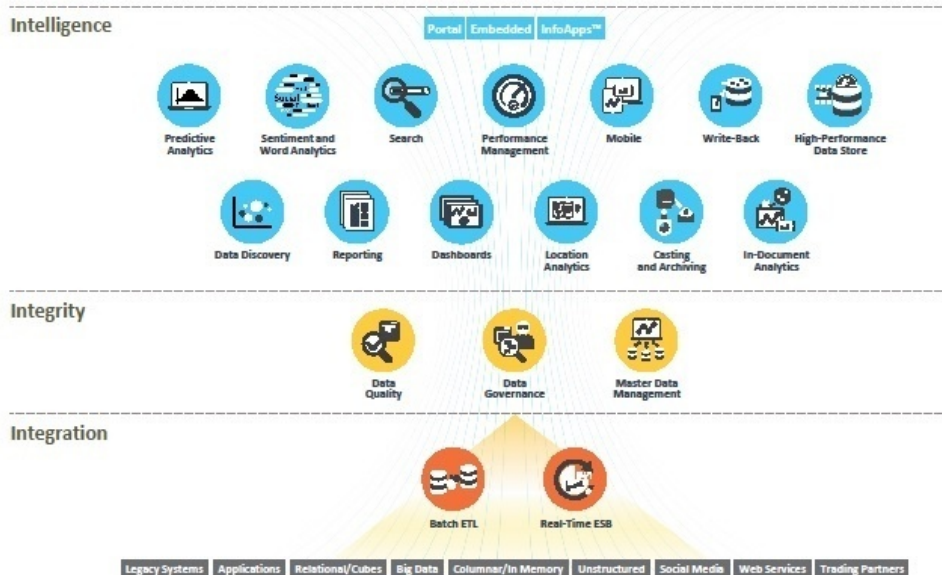 Intelligence
Portal Embedded InfoApps™
Social
Predictive
Analytics
Sentiment and
Word Analytics
Search
Performance
Management
Mobile
Write-Back
High-Performance
Data Store
Data Discovery
Reporting
Dashboards
Location
Analytics
Casting
and Archiving
In-Document
Analytics
Integrity
Data
Quality
Data
Governance
Master Data
Management
Integration
Batch ETL
Real-Time ESB
Legacy Systems Applications Relational/Cubes Big Data Columnar/In Memory Unstructured Social Media Web Services Trading Partners